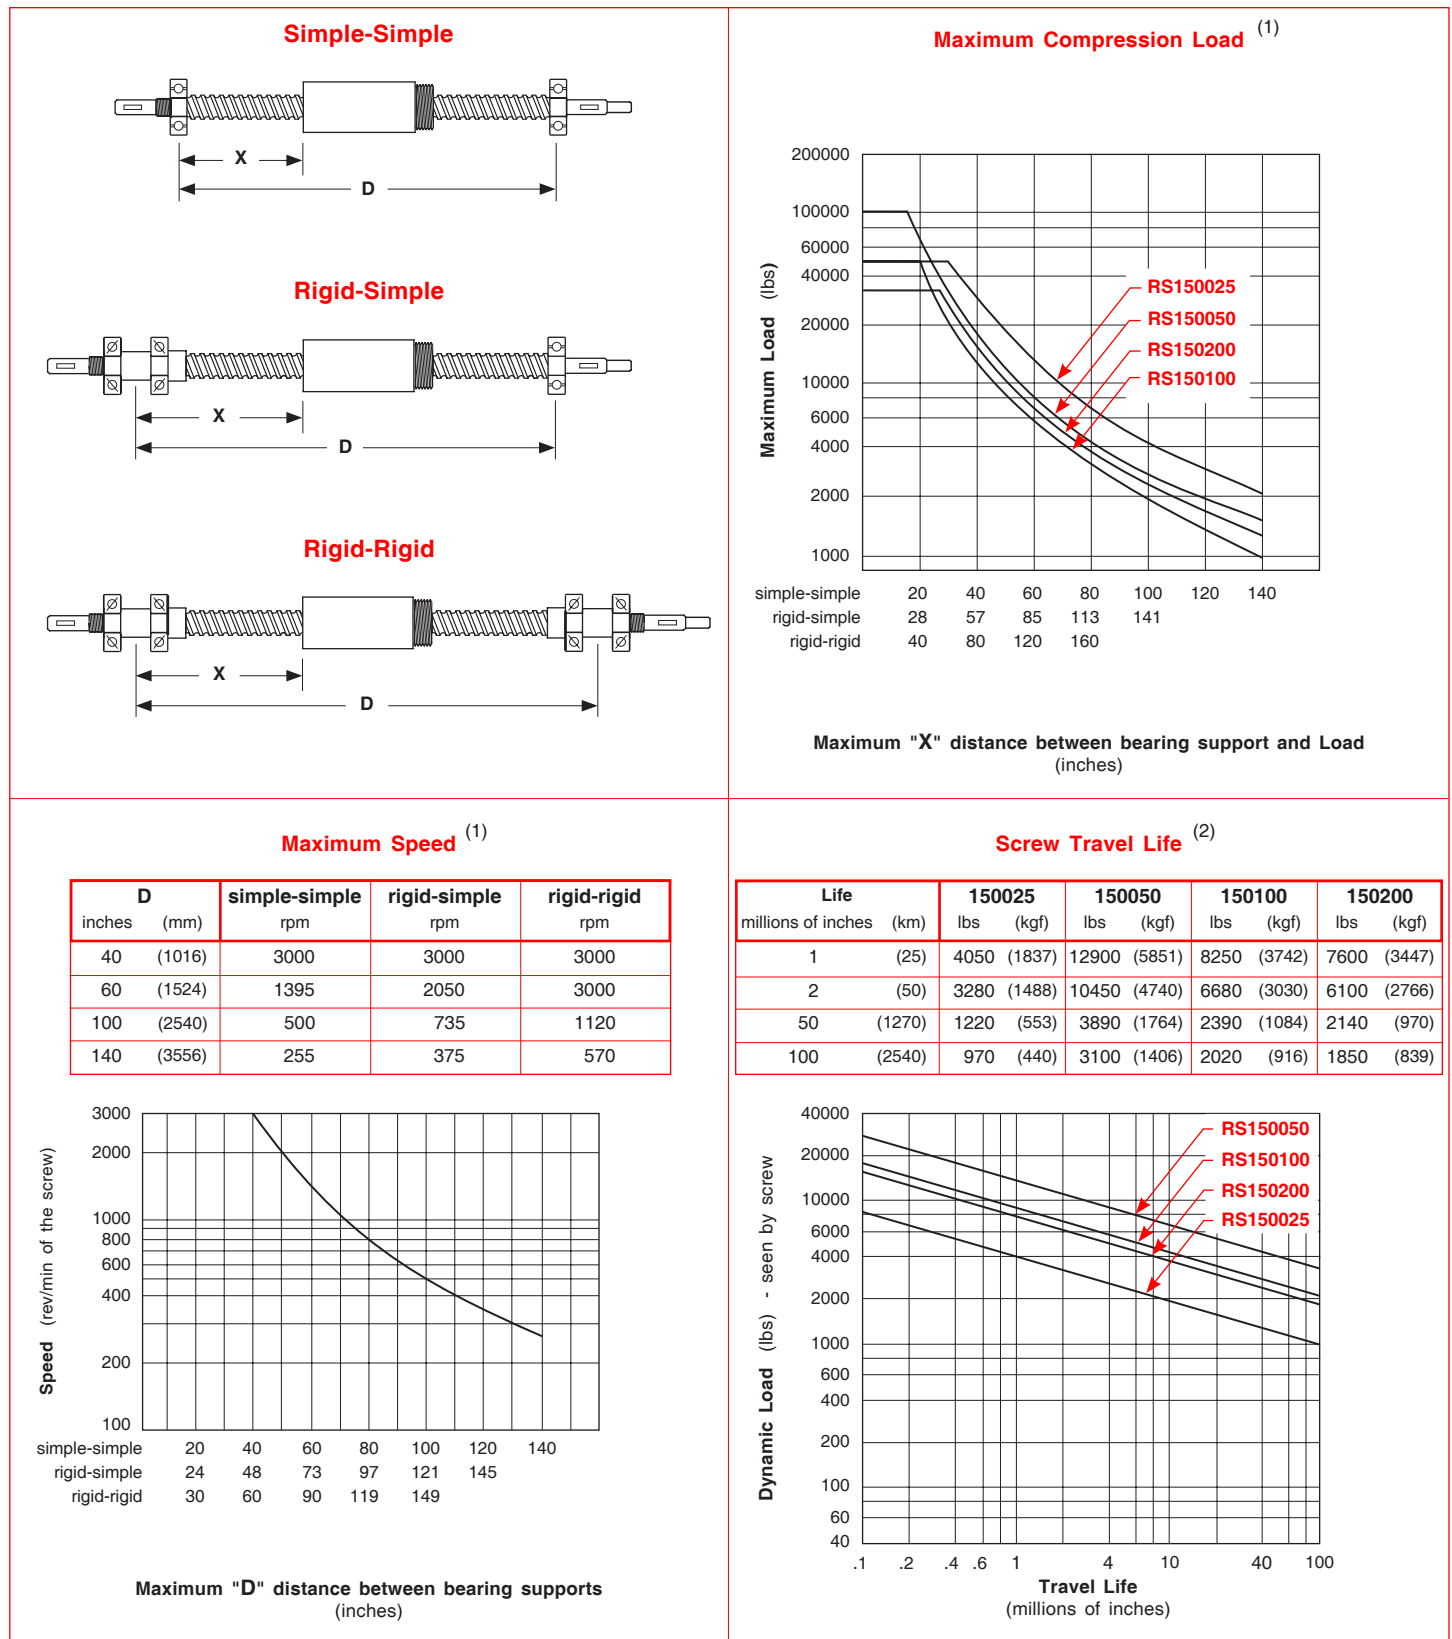 Simple-Simple
X
D
Rigid-Simple
X
D
Rigid-Rigid
X
D
Maximum Compression Load (1)
Maximum Load (lbs)
200000
100000
60000
40000
20000
10000
6000
4000
2000
1000
RS150025
RS150050
RS150200
RS150100
simple-simple 20 40 60 80 100 120 140
rigid-simple 28 57 85 113 141
rigid-rigid 40 80 120 160
Maximum "X" distance between bearing support and Load
(inches)
Maximum Speed (1)
D simple-simple rigid-simple rigid-rigid
inches (mm) rpm rpm rpm
40 (1016) 3000 3000 3000
60 (1524) 1395 2050 3000
100 (2540) 500 735 1120
140 (3556) 255 375 570
Speed (rev/min of the screw)
3000
2000
1000
800
600
400
200
100
simple-simple 20 40 60 80 100 120 140
rigid-simple 24 48 73 97 121 145
rigid-rigid 30 60 90 119 149
Maximum "D" distance between bearing supports
(inches)
Screw Travel Life (2)
Life 150025 150050 150100 150200
millions of inches (km) lbs (kgf) lbs (kgf) lbs (kgf) lbs (kgf)
1 (25) 4050 (1837) 12900 (5851) 8250 (3742) 7600 (3447)
2 (50) 3280 (1488) 10450 (4740) 6680 (3030) 6100 (2766)
50 (1270) 1220 (553) 3890 (1764) 2390 (1084) 2140 (970)
100 (2540) 970 (440) 3100 (1406) 2020 (916) 1850 (839)
Dynamic Load (lbs) - seen by screw
40000
20000
10000
6000
4000
2000
1000
600
400
200
100
60
40
RS150050
RS150100
RS150200
RS150025
.1 .2 .4 .6 1 4 10 40 100
Travel Life
(millions of inches)